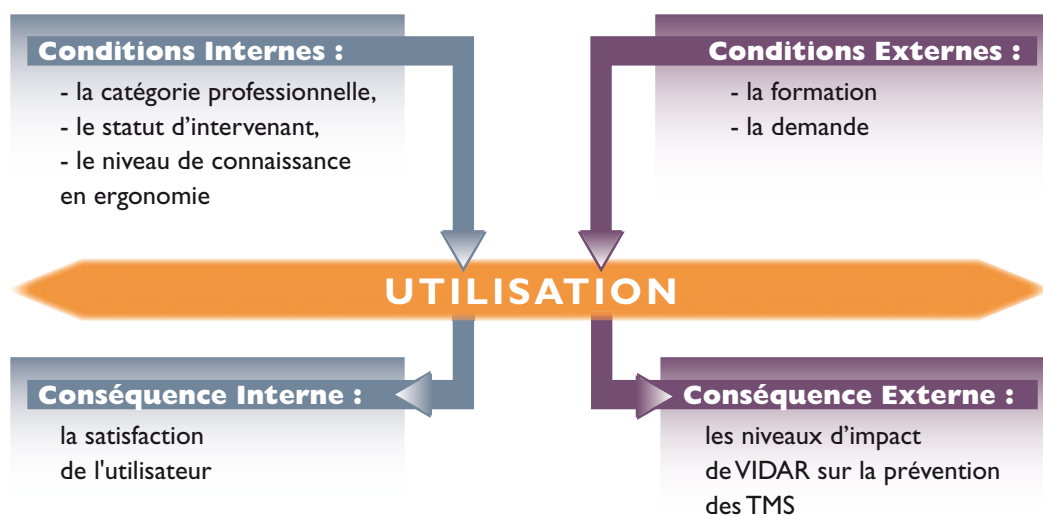 Conditions Internes :
- la catégorie professionnelle,
- le statut d’intervenant,
- le niveau de connaissance
en ergonomie
Conditions Externes :
- la formation
- la demande
UTILISATION
Conséquence Interne :
la satisfaction
de l'utilisateur
Conséquence Externe :
les niveaux d’impact
de VIDAR sur la prévention
des TMS